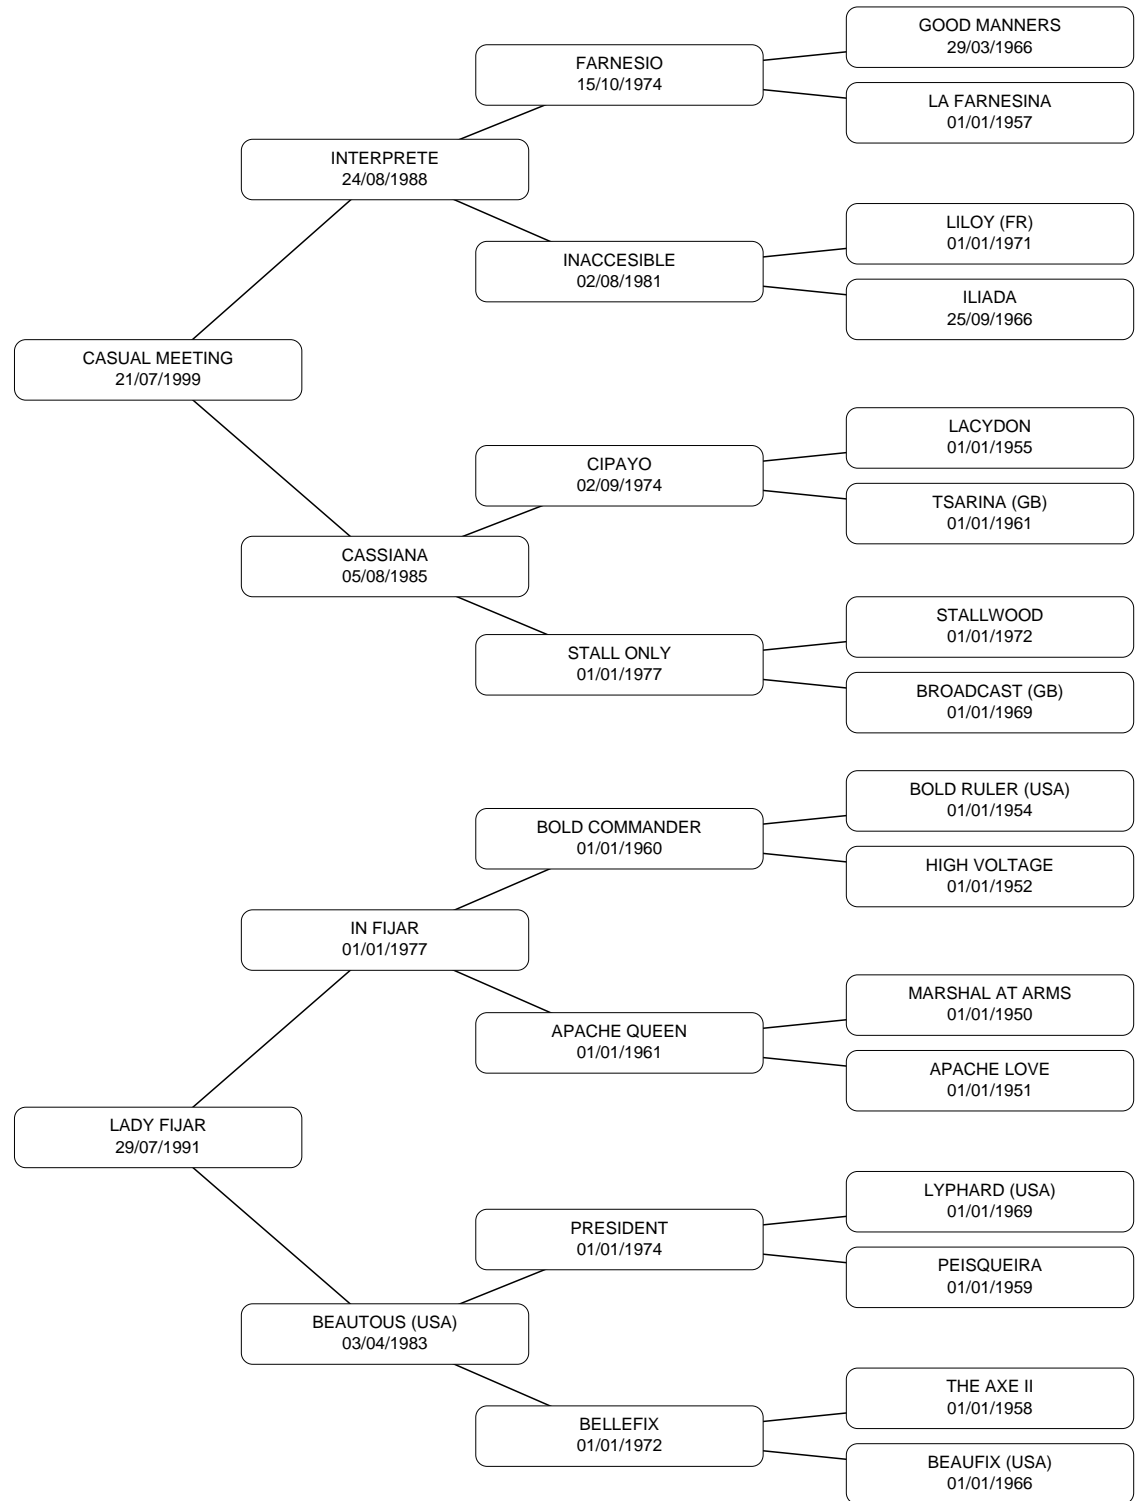 GOOD MANNERS
29/03/1966
FARNESIO
15/10/1974
LA FARNESINA
01/01/1957
INTERPRETE
24/08/1988
LILOY (FR)
01/01/1971
INACCESIBLE
02/08/1981
ILIADA
25/09/1966
CASUAL MEETING
21/07/1999
LACYDON
01/01/1955
CIPAYO
02/09/1974
TSARINA (GB)
01/01/1961
CASSIANA
05/08/1985
STALLWOOD
01/01/1972
STALL ONLY
01/01/1977
BROADCAST (GB)
01/01/1969
BOLD RULER (USA)
01/01/1954
BOLD COMMANDER
01/01/1960
HIGH VOLTAGE
01/01/1952
IN FIJAR
01/01/1977
MARSHAL AT ARMS
01/01/1950
APACHE QUEEN
01/01/1961
APACHE LOVE
01/01/1951
LADY FIJAR
29/07/1991
LYPHARD (USA)
01/01/1969
PRESIDENT
01/01/1974
PEISQUEIRA
01/01/1959
BEAUTOUS (USA)
03/04/1983
THE AXE II
01/01/1958
BELLEFIX
01/01/1972
BEAUFIX (USA)
01/01/1966